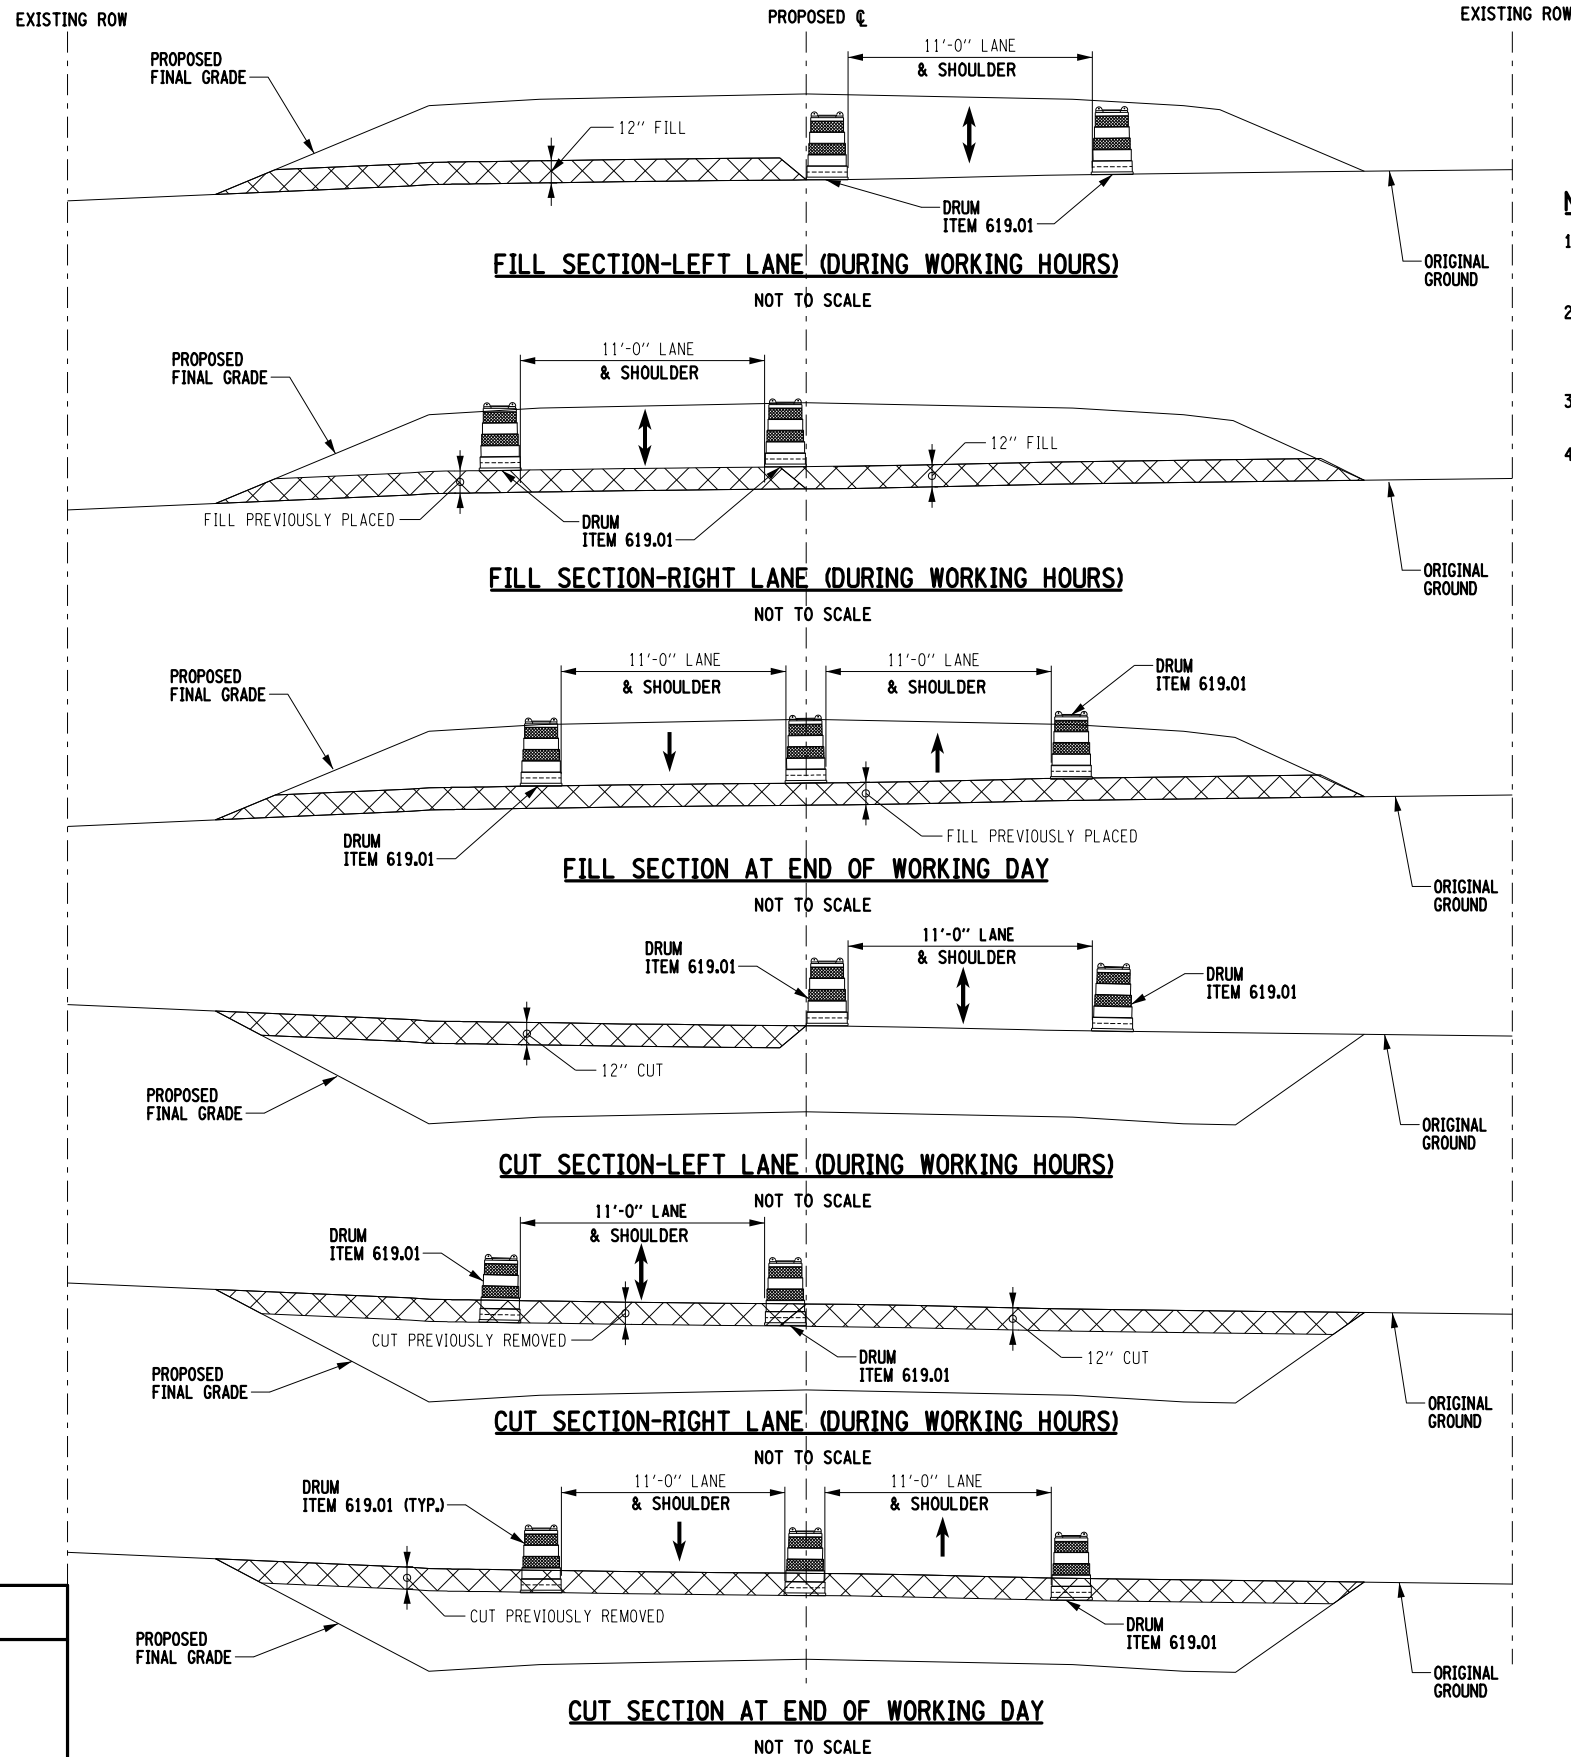 EXISTING ROW
PROPOSED ℄
EXISTING ROW
PROPOSED
FINAL GRADE
11'-0" LANE
& SHOULDER
12" FILL
DRUM
ITEM 619.01
ORIGINAL
GROUND
FILL SECTION-LEFT LANE (DURING WORKING HOURS)
NOT TO SCALE
1
2
3
4
PROPOSED
FINAL GRADE
11'-0" LANE
& SHOULDER
12" FILL
FILL PREVIOUSLY PLACED
DRUM
ITEM 619.01
ORIGINAL
GROUND
FILL SECTION-RIGHT LANE (DURING WORKING HOURS)
NOT TO SCALE
PROPOSED
FINAL GRADE
11'-0" LANE
& SHOULDER
11'-0" LANE
& SHOULDER
DRUM
ITEM 619.01
DRUM
ITEM 619.01
FILL PREVIOUSLY PLACED
ORIGINAL
GROUND
FILL SECTION AT END OF WORKING DAY
NOT TO SCALE
DRUM
ITEM 619.01
11'-0" LANE
& SHOULDER
DRUM
ITEM 619.01
12" CUT
PROPOSED
FINAL GRADE
ORIGINAL
GROUND
CUT SECTION-LEFT LANE (DURING WORKING HOURS)
NOT TO SCALE
11'-0" LANE
& SHOULDER
DRUM
ITEM 619.01
CUT PREVIOUSLY REMOVED
DRUM
ITEM 619.01
12" CUT
PROPOSED
FINAL GRADE
ORIGINAL
GROUND
CUT SECTION-RIGHT LANE (DURING WORKING HOURS)
NOT TO SCALE
DRUM
ITEM 619.01 (TYP.)
11'-0" LANE
& SHOULDER
11'-0" LANE
& SHOULDER
CUT PREVIOUSLY REMOVED
DRUM
ITEM 619.01
PROPOSED
FINAL GRADE
ORIGINAL
GROUND
CUT SECTION AT END OF WORKING DAY
NOT TO SCALE